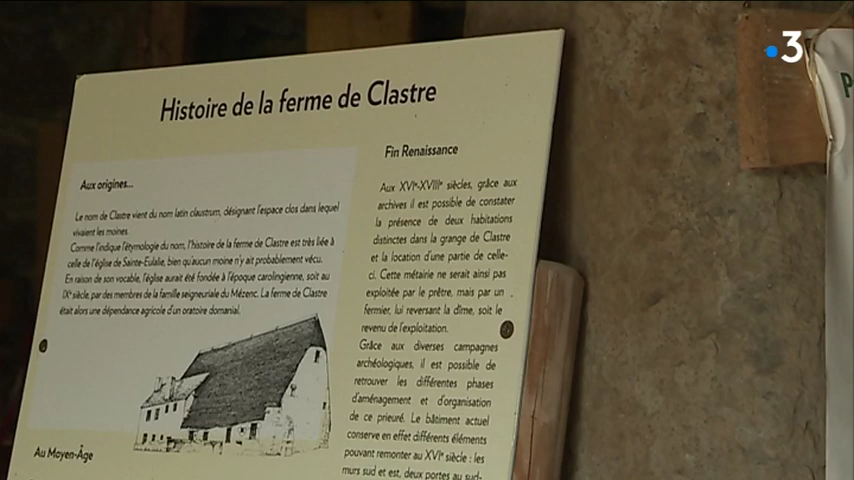 Histoire de la ferme de Clastre
Aux origines...
Le nom de Clastre vient du nom latin claustrum, désignant l'espace clos dans lequel
vivaient les moines.
Comme l'indique l'étymologie du nom, l'histoire de la ferme de Clastre est très liée à
celle de l'église de Sainte-Eulalie, bien qu'aucun moine n'y ait probablement vécu.
En raison de son vocable, l'église aurait été fondée à l'époque carolingienne, soit au
IXe siècle, par des membres de la famille seigneuriale du Mézenc. La ferme de Clastre
était alors une dépendance agricole d'un oratoire domanial.
Au Moyen-Âge
Fin Renaissance
Aux XVIe-XVIIIe siècles, grâce aux
archives il est possible de constater
la présence de deux habitations
distinctes dans la grange de Clastre
et la location d'une partie de celle-
ci. Cette métairie ne serait ainsi pas
exploitée par le prêtre, mais par un
fermier, lui reversant la dîme, soit le
revenu de l'exploitation.
Grâce aux diverses campagnes
archéologiques, il est possible de
retrouver les différentes phases
d'aménagement et d'organisation
de ce prieuré. Le bâtiment actuel
conserve en effet différents éléments
pouvant remonter au XVIe siècle : les
murs sud et est, deux portes au sud-
3
P